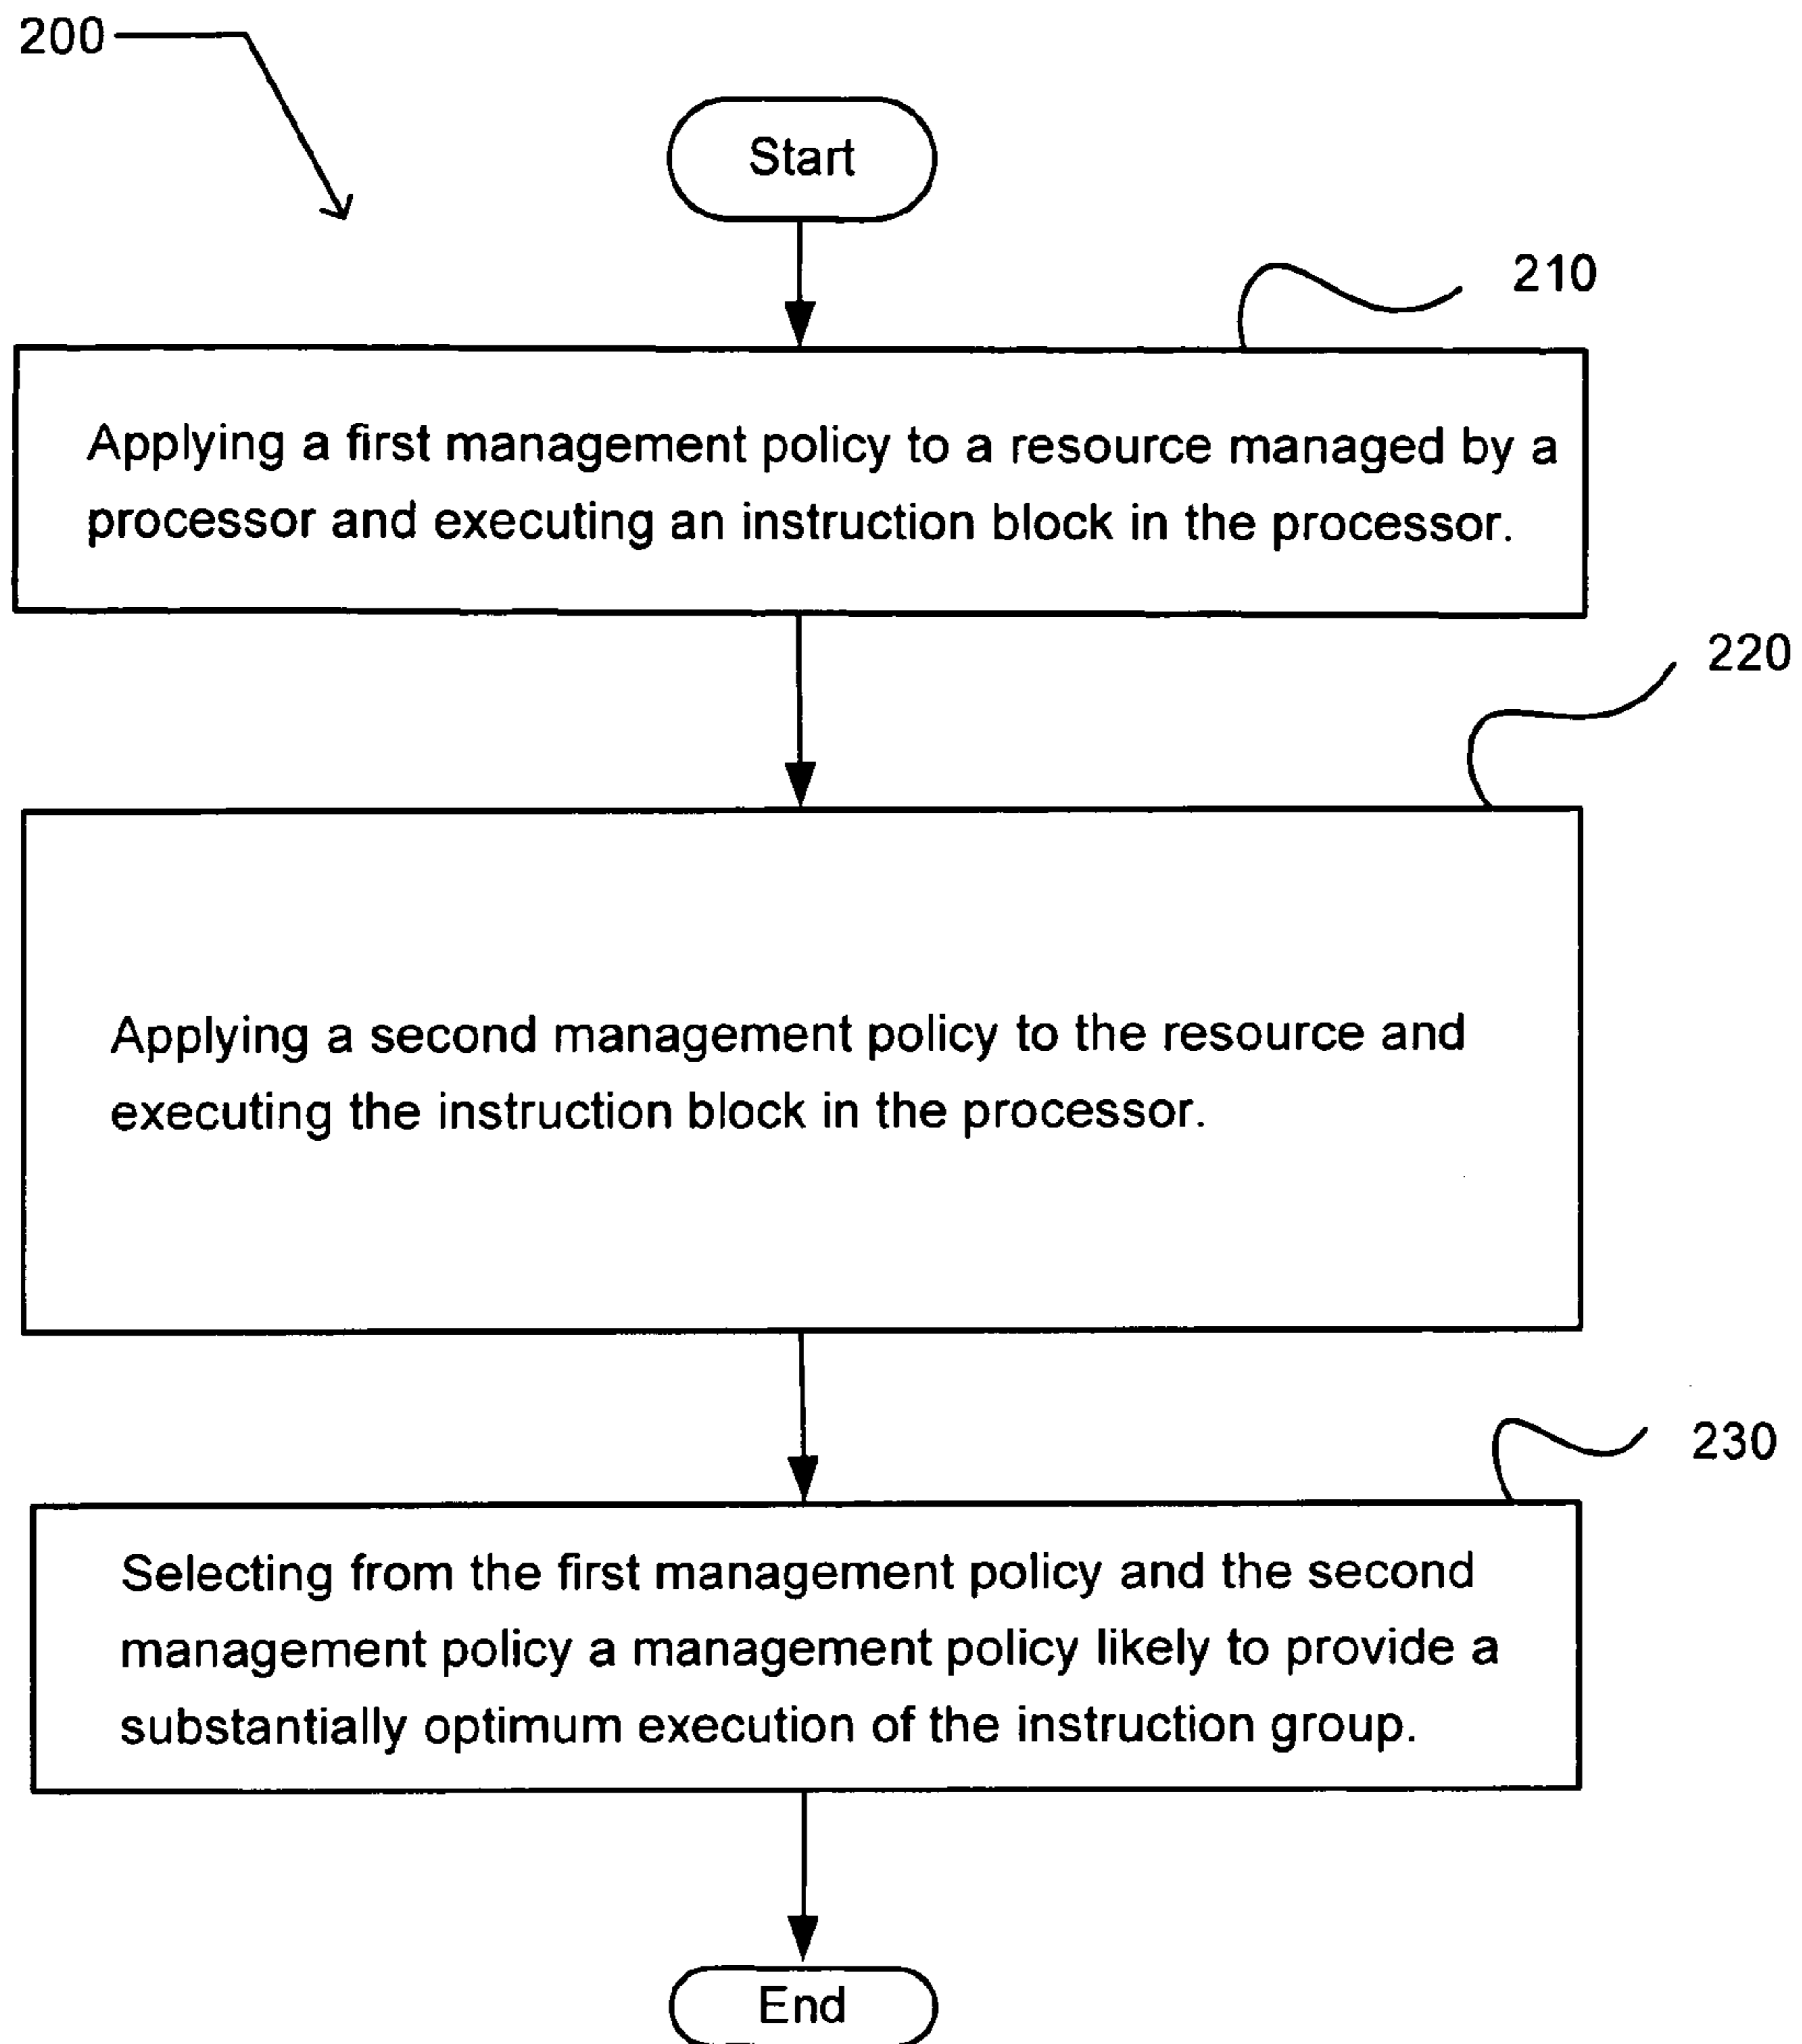 200
Start
210
Applying a first management policy to a resource managed by a
processor and executing an instruction block in the processor.
220
Applying a second management policy to the resource and
executing the instruction block in the processor.
230
Selecting from the first management policy and the second
management policy a management policy likely to provide a
substantially optimum execution of the instruction group.
End